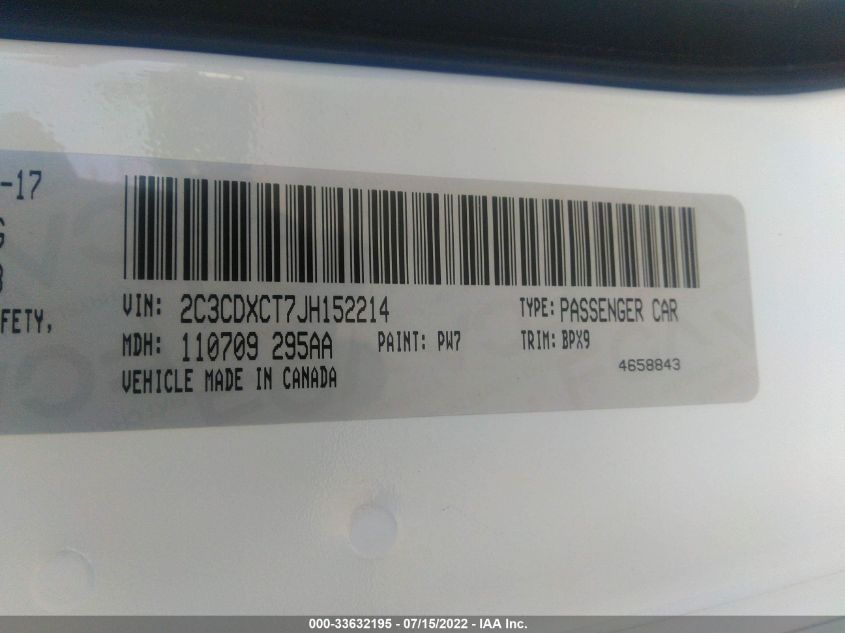 -17
FETY,
VIN: 2C3CDXCT7JH152214 TYPE: PASSENGER CAR
MDH: 110709 295AA PAINT: PW7 TRIM: BPX9
VEHICLE MADE IN CANADA 4658843
000-33632195 - 07/15/2022 - IAA Inc.